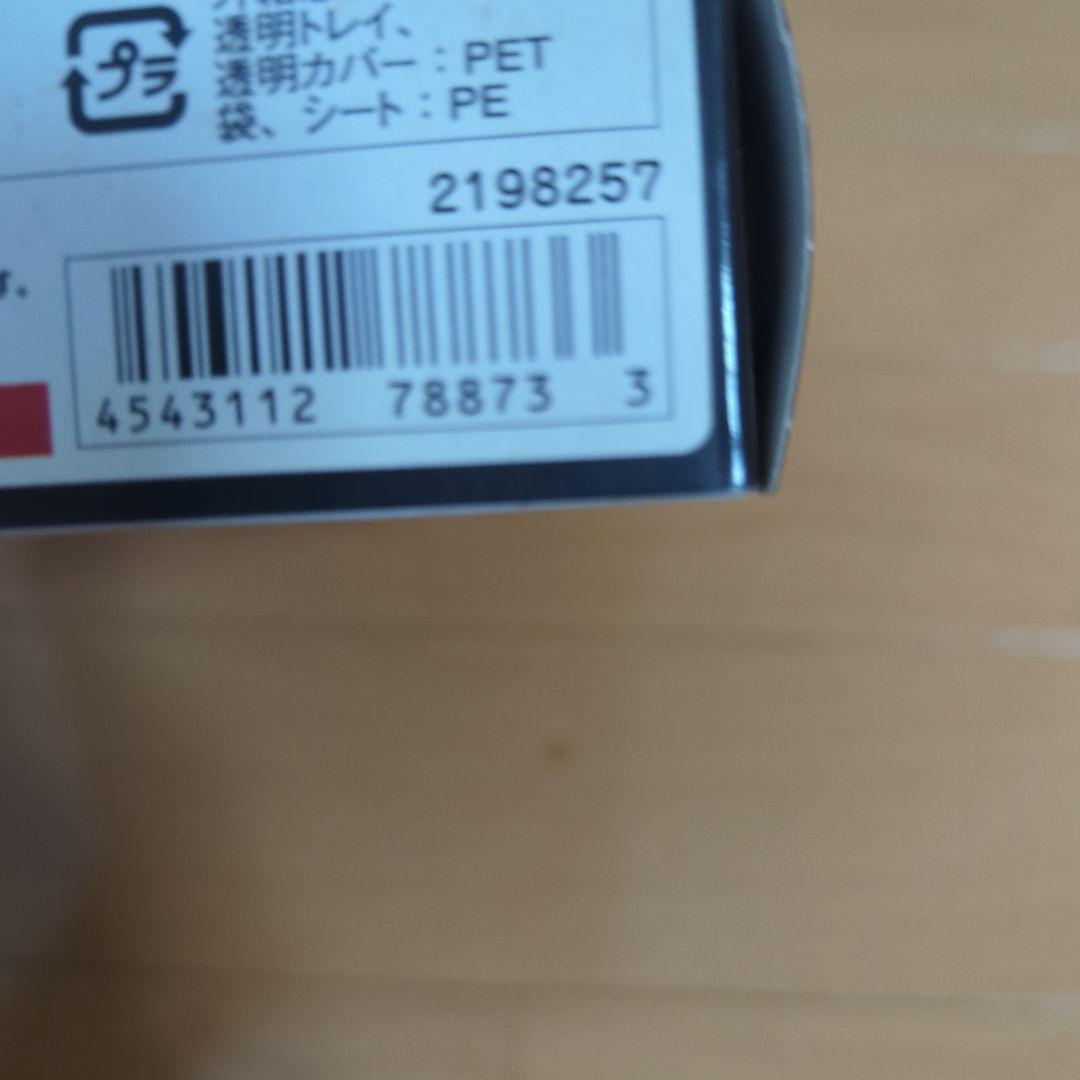 プラ
透明トレイ、
透明カバー：PET
袋、シート：PE
2198257
4543112 78873 3